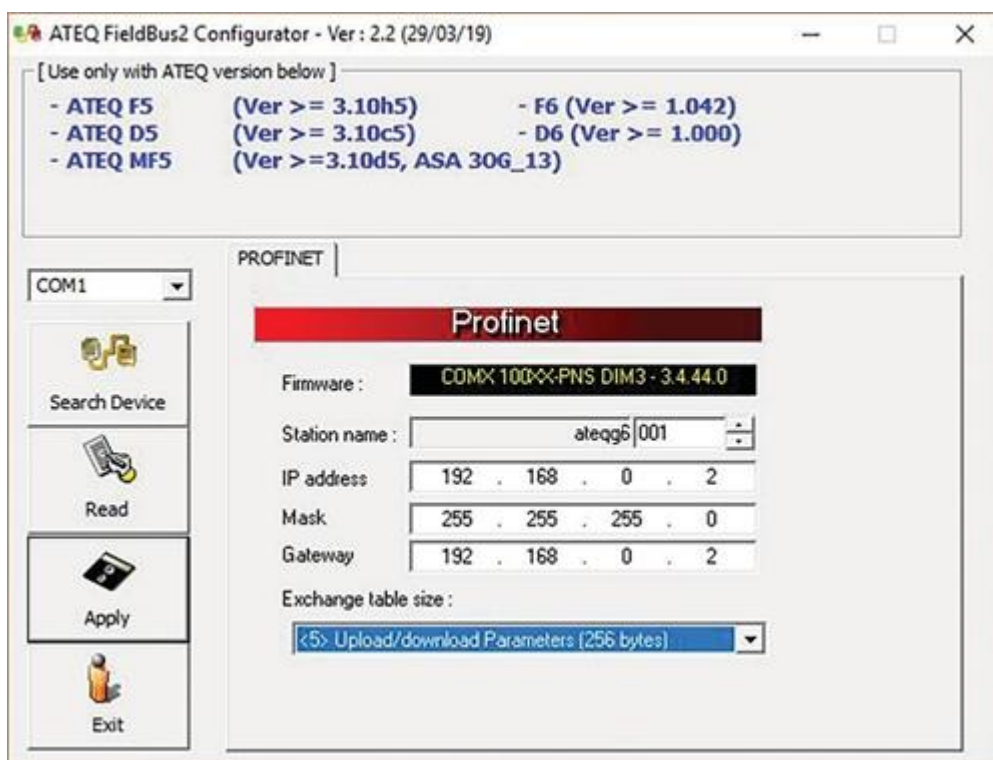 ATEQ FieldBus2 Configurator - Ver : 2.2 (29/03/19)
[ Use only with ATEQ version below ]
- ATEQ F5 (Ver >= 3.10h5) - F6 (Ver >= 1.042)
- ATEQ D5 (Ver >= 3.10c5) - D6 (Ver >= 1.000)
- ATEQ MF5 (Ver >=3.10d5, ASA 3OG_13)
COM1
Search Device
Read
Apply
Exit
PROFINET
Profinet
Firmware : COMX 100XX-PNS DIM3 - 3.4.44.0
Station name : ateqg6 001
IP address 192 . 168 . 0 . 2
Mask 255 . 255 . 255 . 0
Gateway 192 . 168 . 0 . 2
Exchange table size :
<5> Upload/download Parameters (256 bytes)